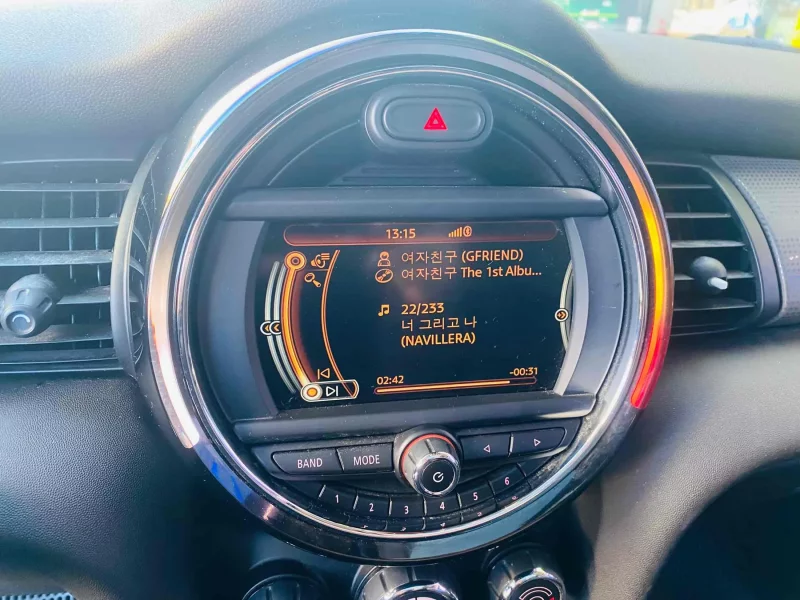 13:15
여자친구 (GFRIEND)
여자친구 The 1st Albu...
22/233
너 그리고 나
(NAVILLERA)
02:42 -00:31
BAND MODE
1 2 3 4 5 6